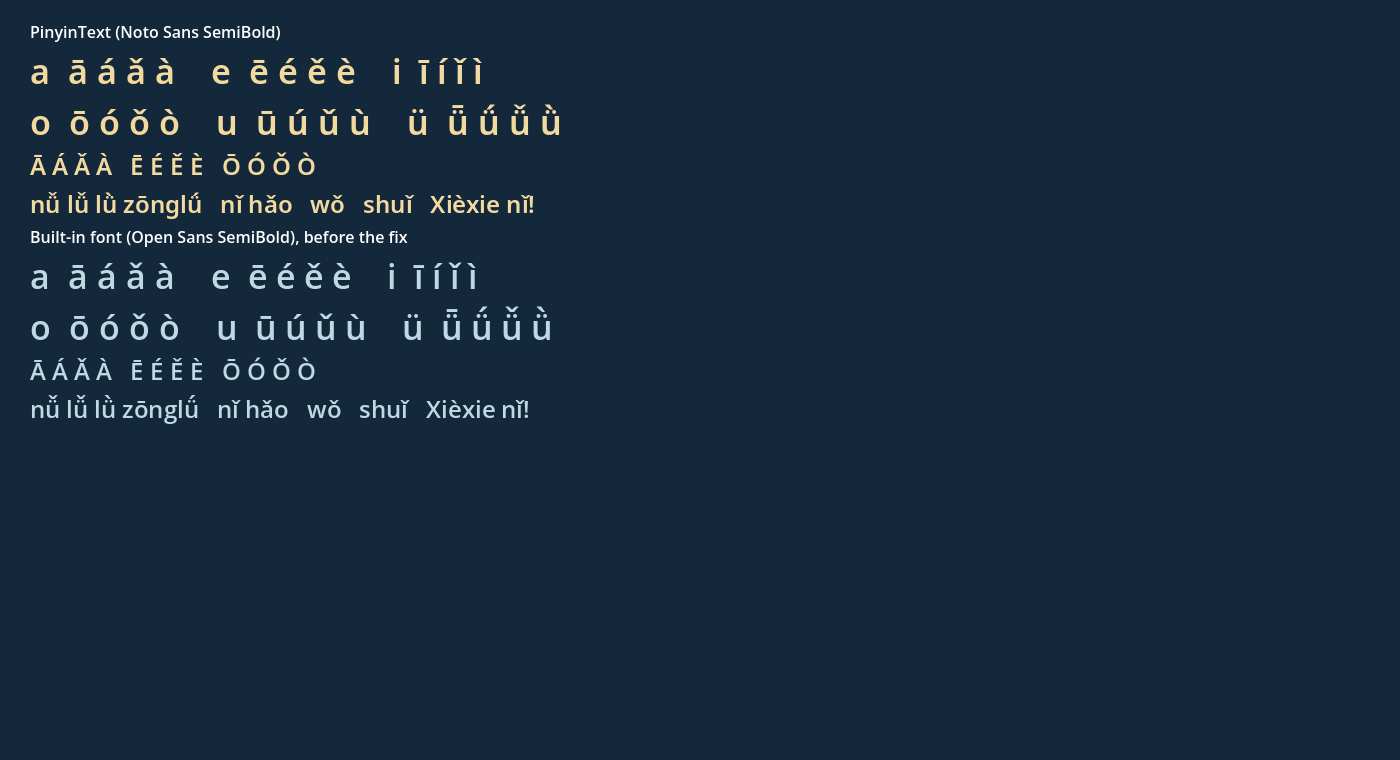 PinyinText (Noto Sans SemiBold)
a ā á ǎ à e ē é ě è i ī í ǐ ì
o ō ó ǒ ò u ū ú ǔ ù ü ǖ ǘ ǚ ǜ
Ā Á Ǎ À Ē É Ě È Ō Ó Ǒ Ò
nǚ lǚ lǜ zōnglǘ nǐ hǎo wǒ shuǐ Xièxie nǐ!
Built-in font (Open Sans SemiBold), before the fix
a ā á ǎ à e ē é ě è i ī í ǐ ì
o ō ó ǒ ò u ū ú ǔ ù ü ǖ ǘ ǚ ǜ
Ā Á Ǎ À Ē É Ě È Ō Ó Ǒ Ò
nǚ lǚ lǜ zōnglǘ nǐ hǎo wǒ shuǐ Xièxie nǐ!